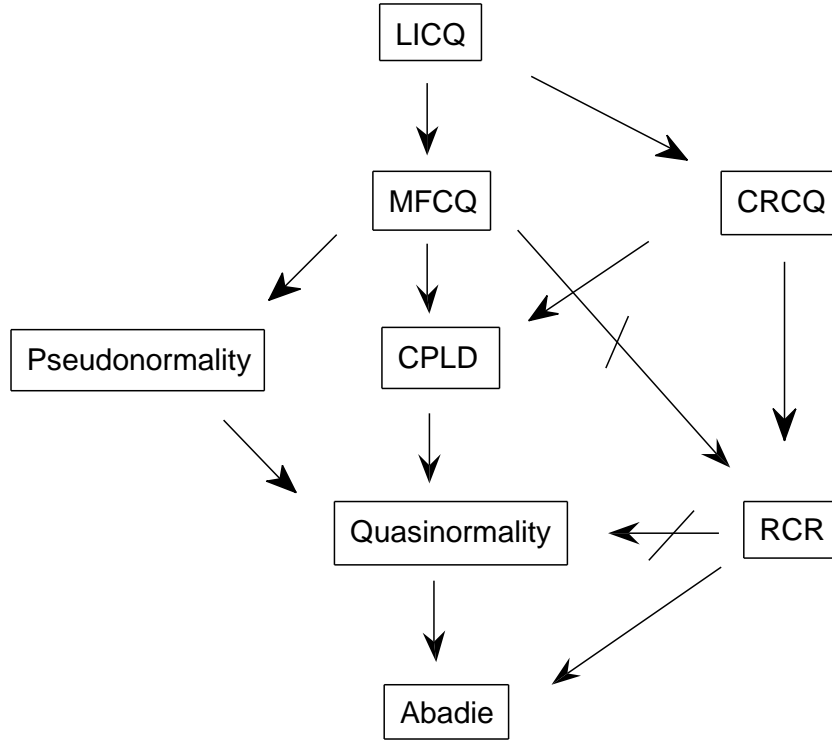 LICQ
MFCQ
CRCQ
Pseudonormality
CPLD
Quasinormality
RCR
Abadie